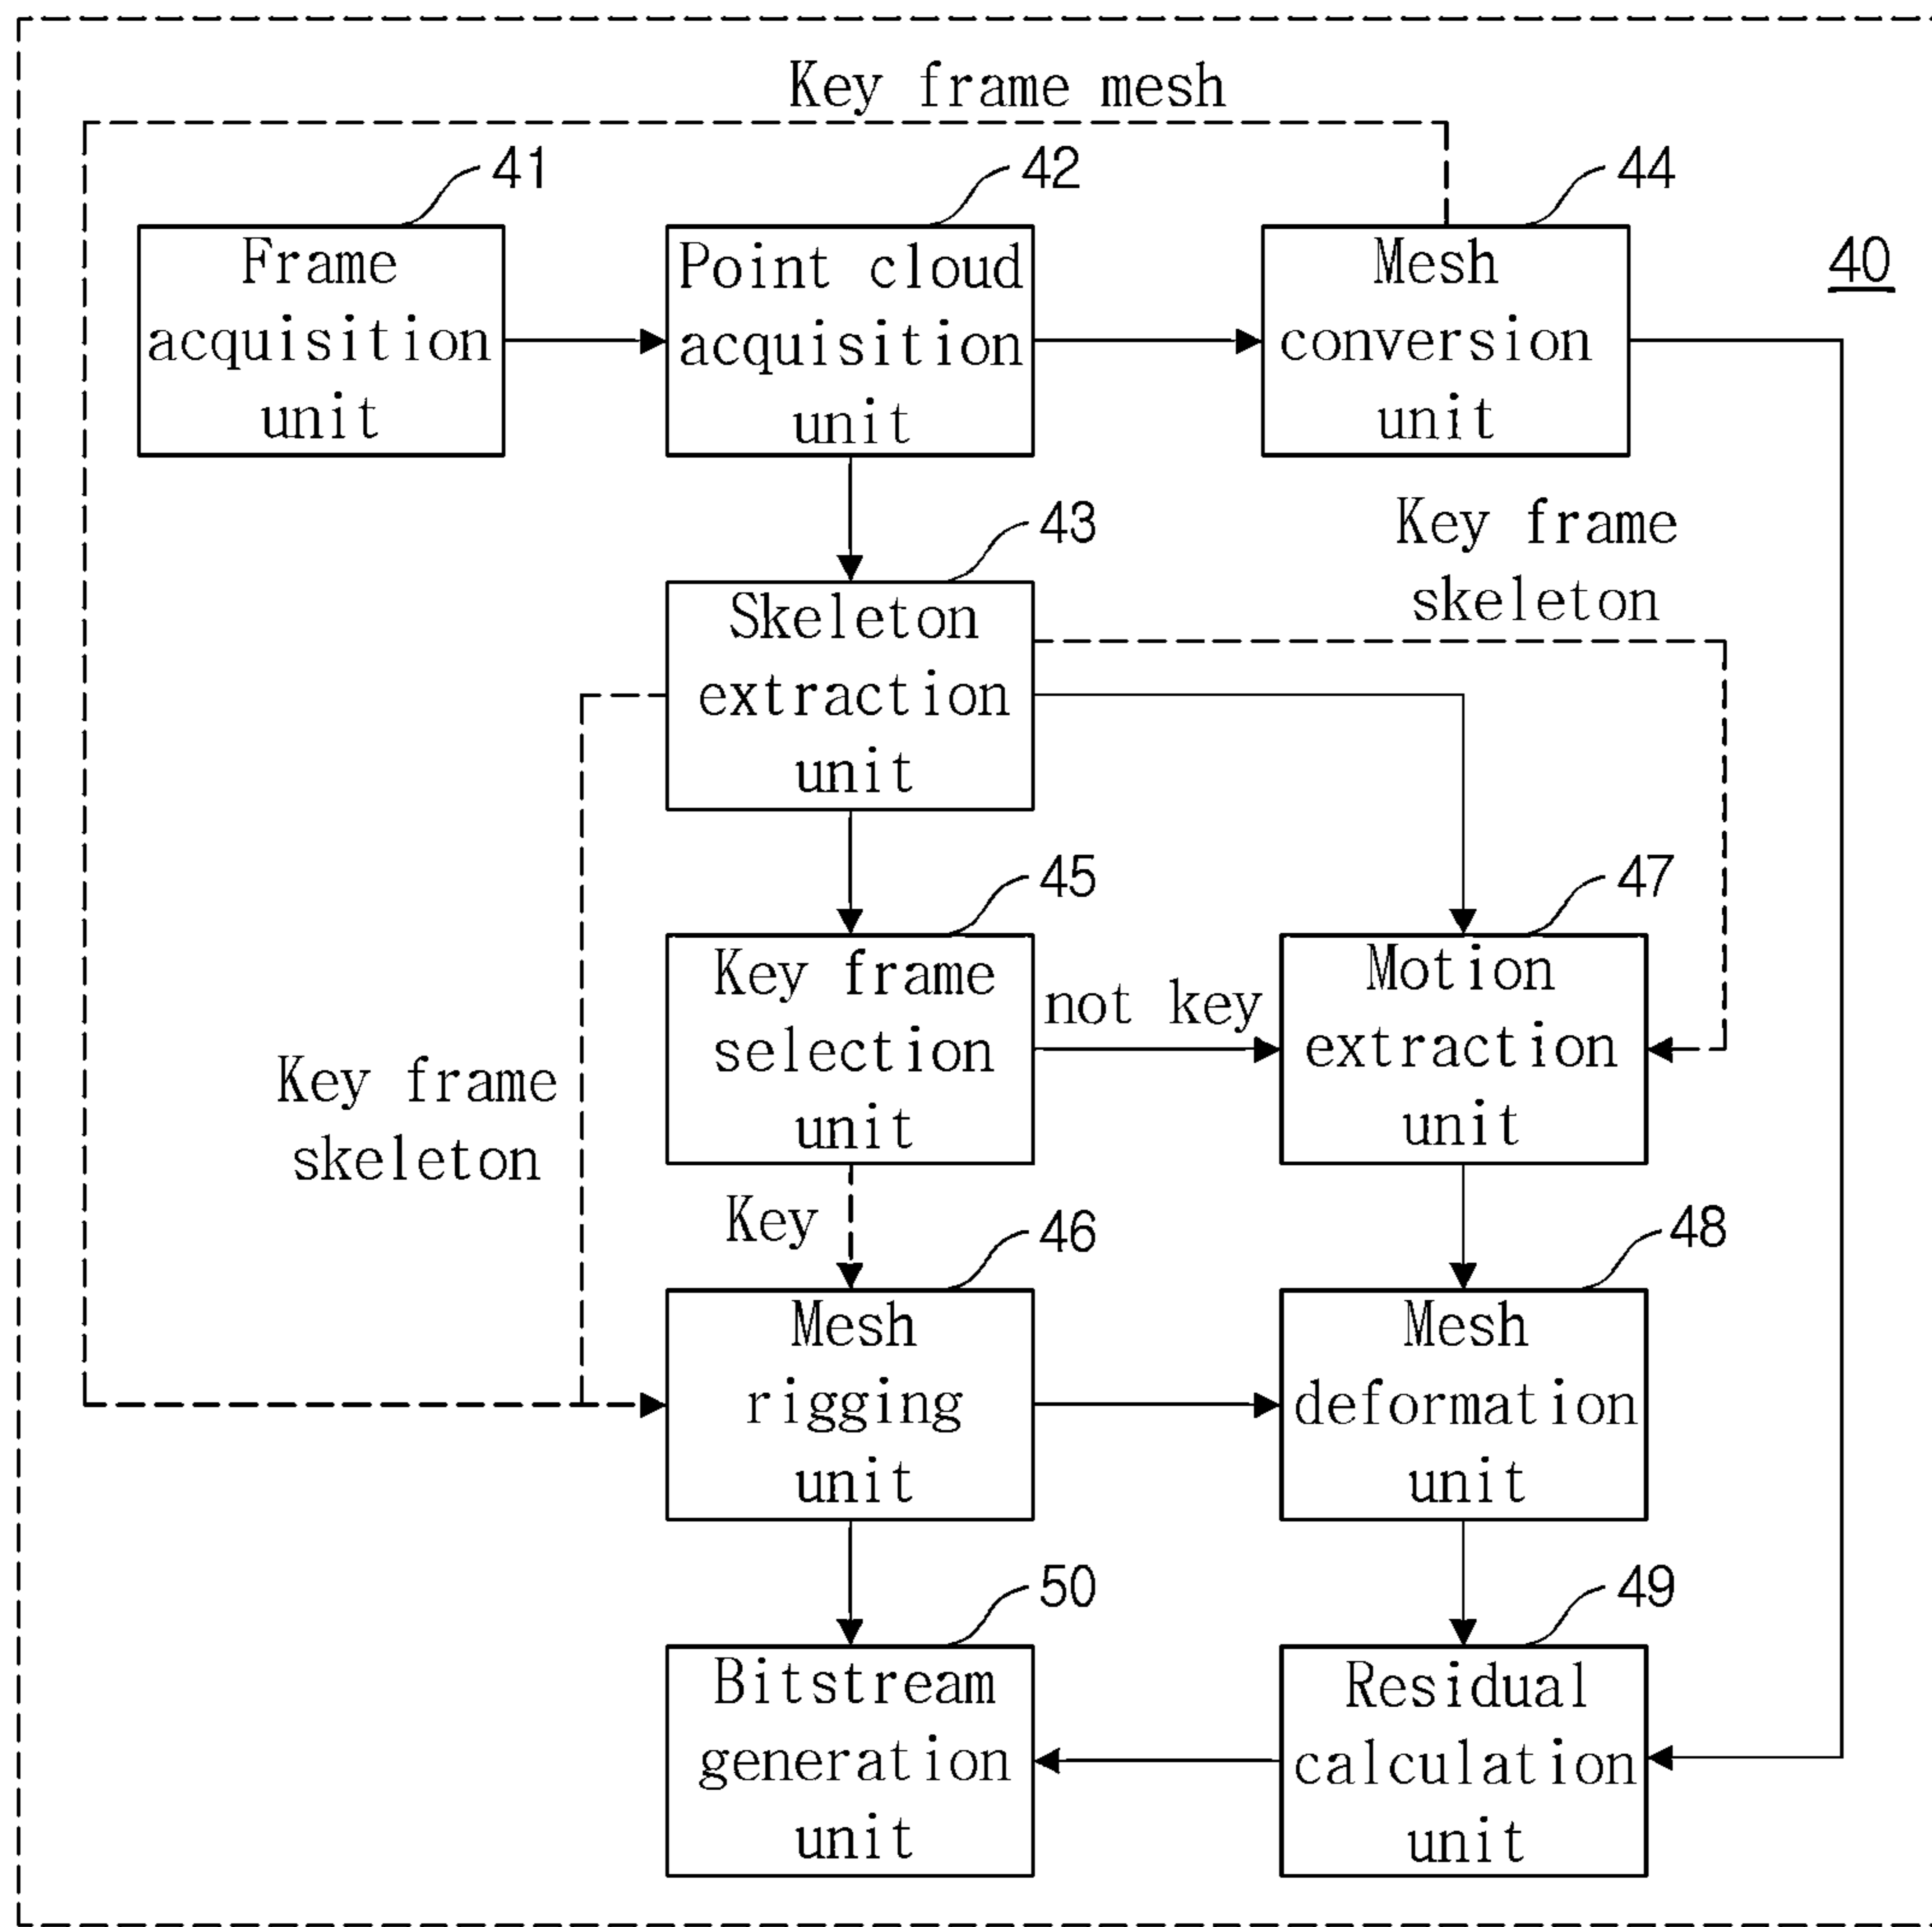 Key frame mesh
41
42
44
Frame
acquisition
unit
Point cloud
acquisition
unit
Mesh
conversion
unit
40
43
Key frame
skeleton
Skeleton
extraction
unit
45
47
Key frame
selection
unit
not key
Motion
extraction
unit
Key frame
skeleton
Key
46
48
Mesh
rigging
unit
Mesh
deformation
unit
50
49
Bitstream
generation
unit
Residual
calculation
unit